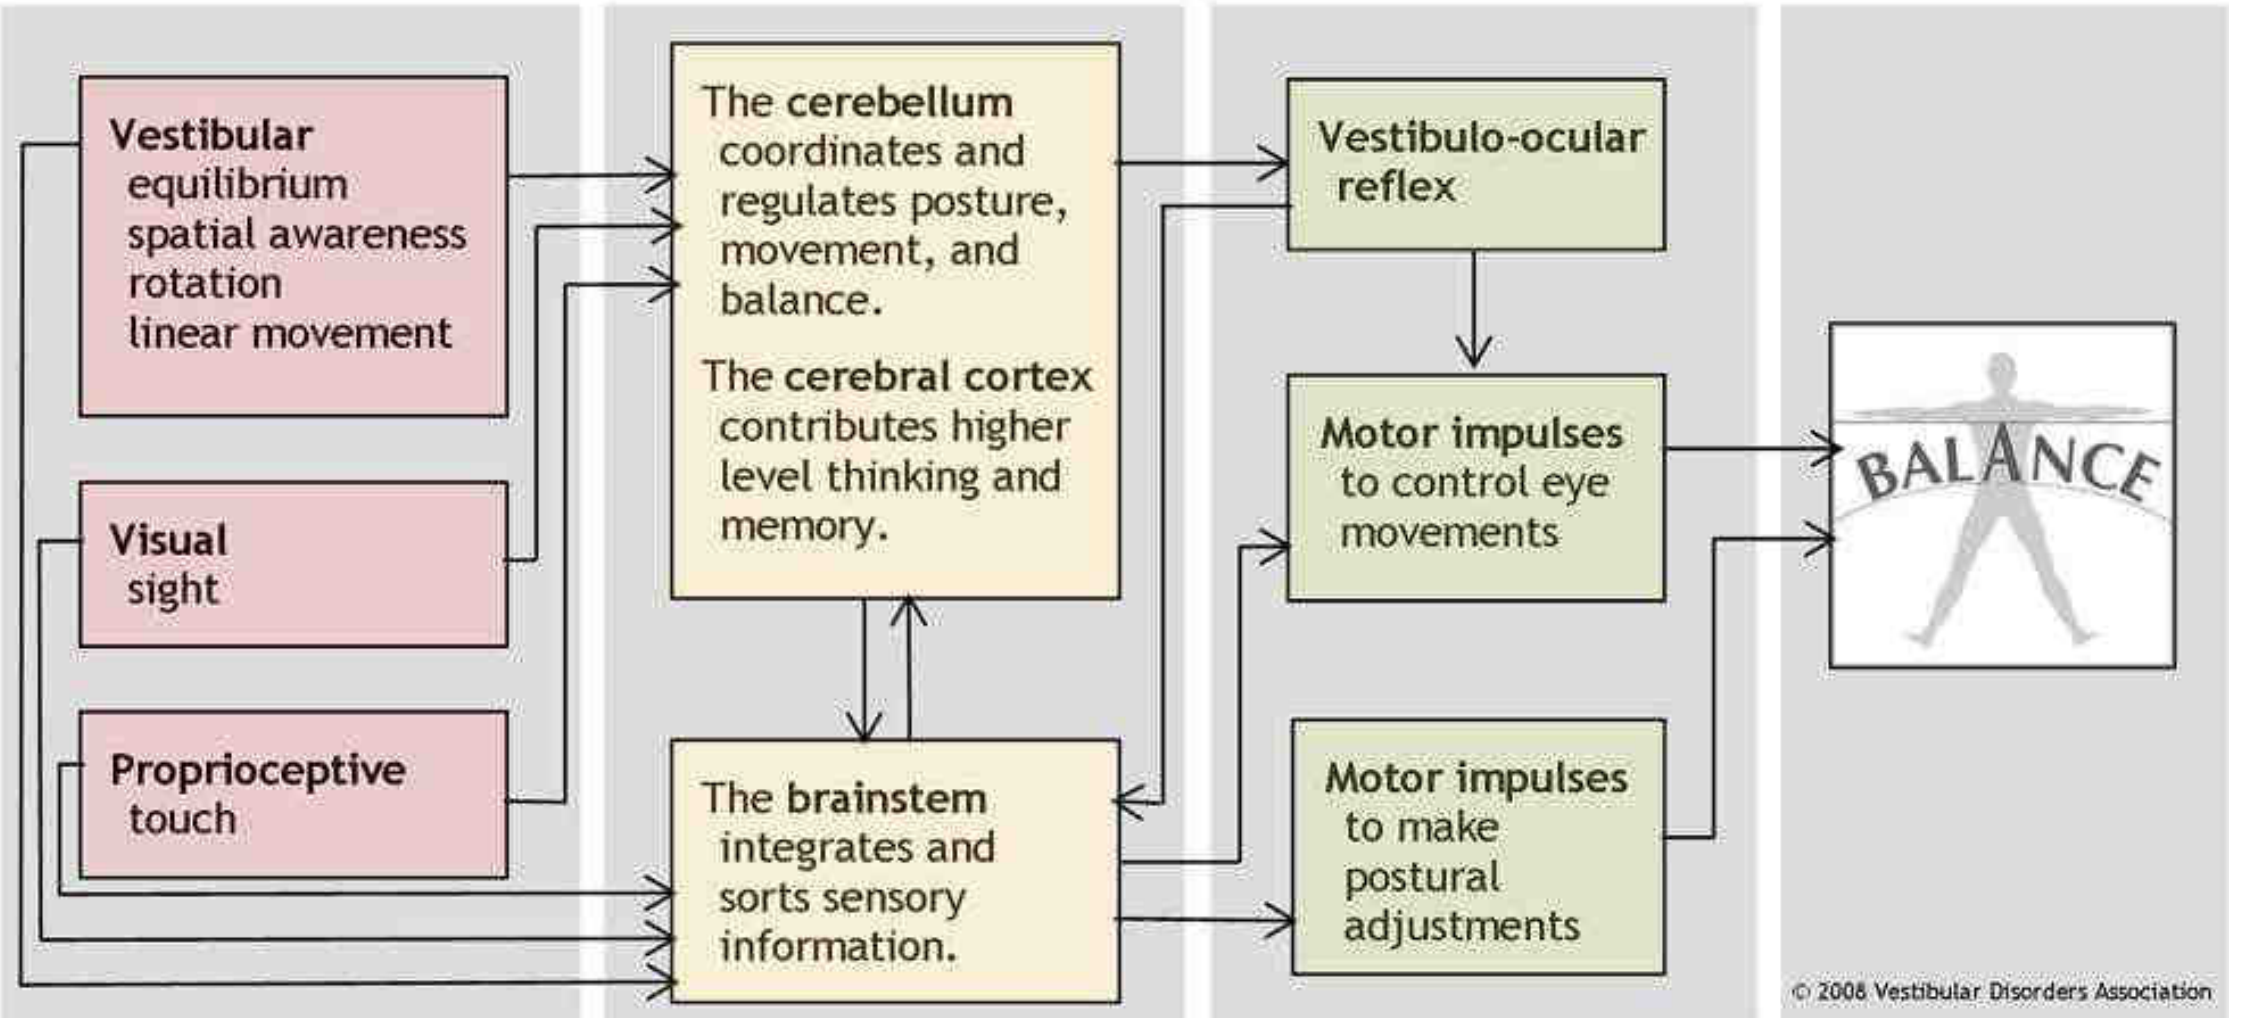 Vestibular
equilibrium
spatial awareness
rotation
linear movement
Visual
sight
Proprioceptive
touch
The cerebellum
coordinates and
regulates posture,
movement, and
balance.
The cerebral cortex
contributes higher
level thinking and
memory.
The brainstem
integrates and
sorts sensory
information.
Vestibulo-ocular
reflex
Motor impulses
to control eye
movements
Motor impulses
to make
postural
adjustments
BALANCE
© 2008 Vestibular Disorders Association